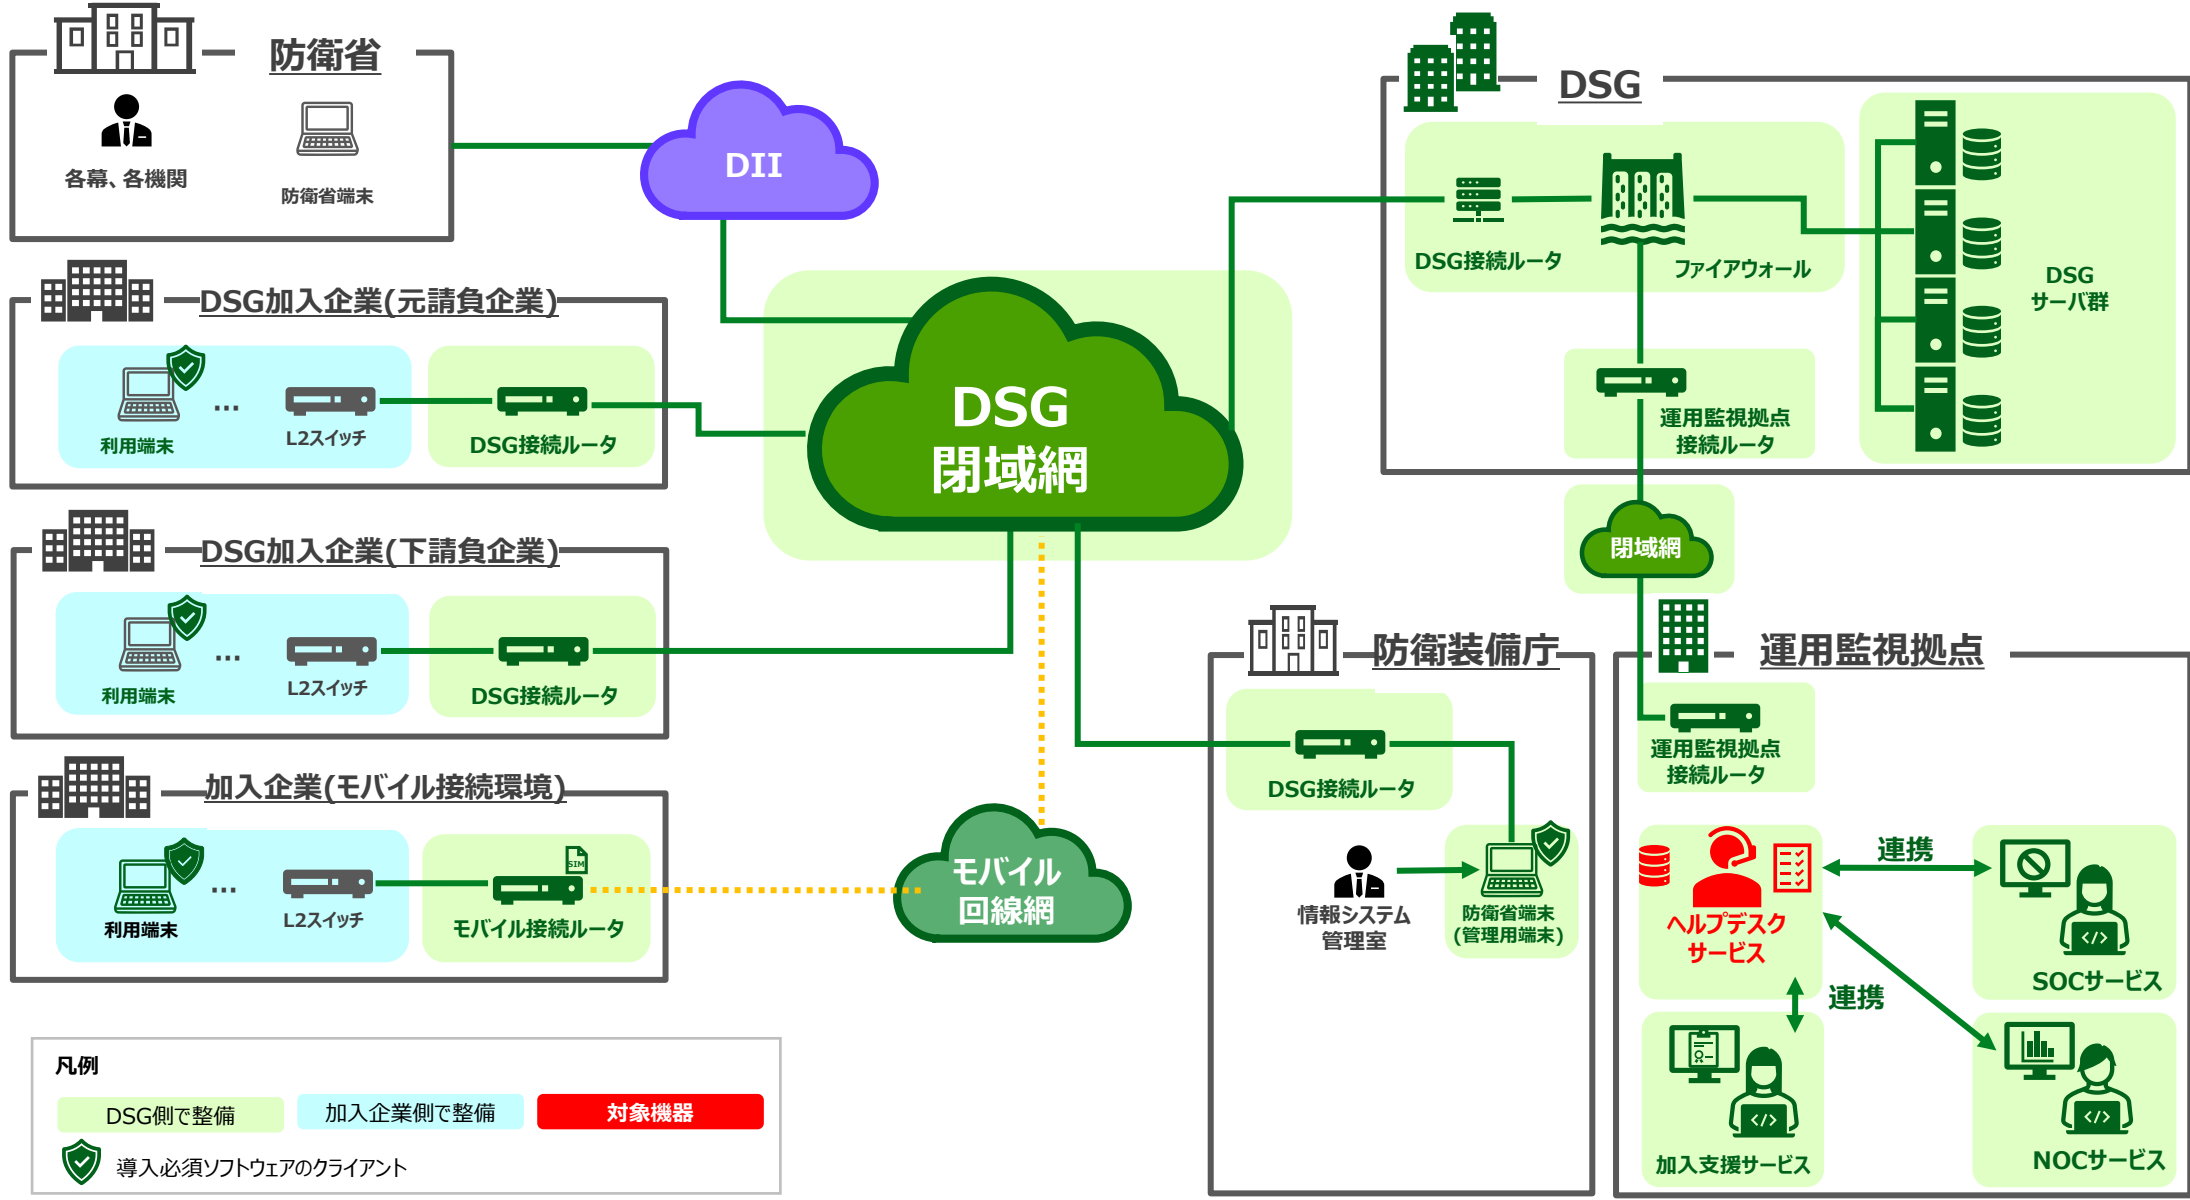 防衛省
各幕、各機関
防衛省端末
DII
DSG加入企業(元請負企業)
利用端末
...
L2スイッチ
DSG接続ルータ
DSG加入企業(下請負企業)
利用端末
...
L2スイッチ
DSG接続ルータ
加入企業(モバイル接続環境)
利用端末
...
L2スイッチ
SIM
モバイル接続ルータ
DSG
閉域網
モバイル
回線網
DSG
DSG接続ルータ
ファイアウォール
DSG
サーバ群
運用監視拠点
接続ルータ
閉域網
防衛装備庁
DSG接続ルータ
情報システム
管理室
防衛省端末
(管理用端末)
運用監視拠点
運用監視拠点
接続ルータ
ヘルプデスク
サービス
連携
SOCサービス
連携
加入支援サービス
NOCサービス
凡例
DSG側で整備
加入企業側で整備
対象機器
導入必須ソフトウェアのクライアント